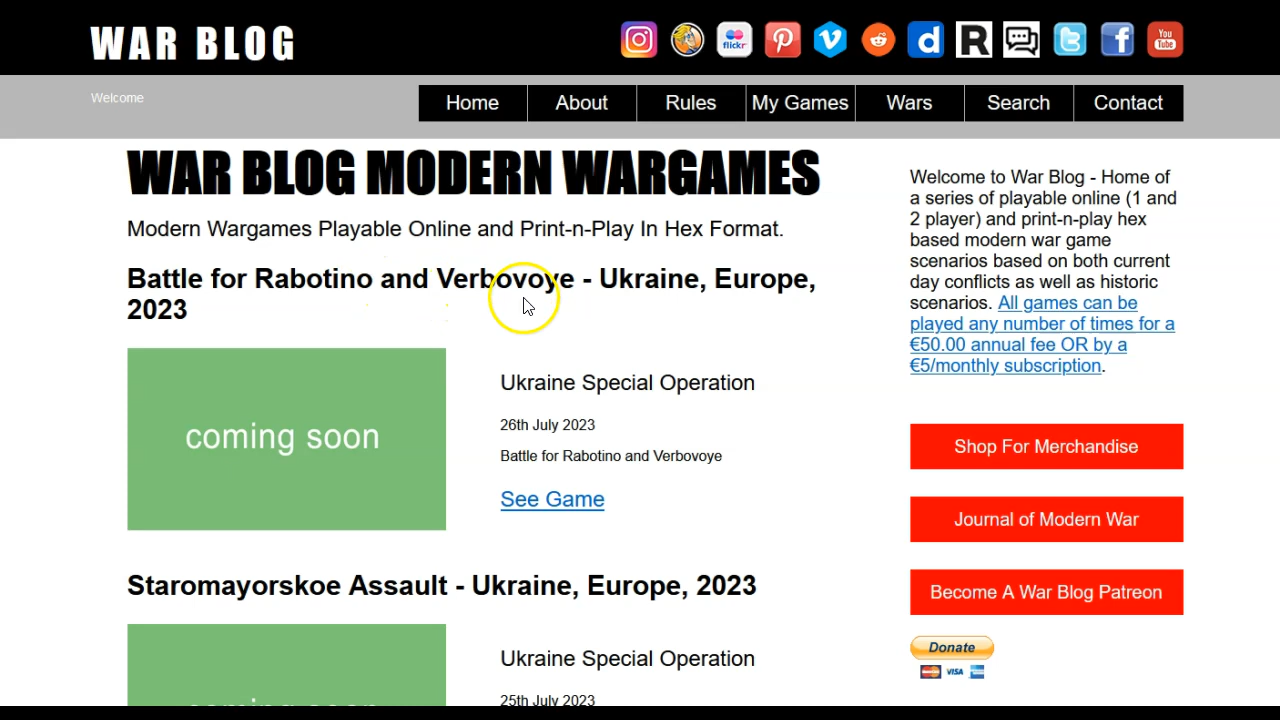 WAR BLOG
flickr
You
Tube
Welcome
Home
About
Rules
My Games
Wars
Search
Contact
WAR BLOG MODERN WARGAMES
Modern Wargames Playable Online and Print-n-Play In Hex Format.
Battle for Rabotino and Verbovoye - Ukraine, Europe,
2023
coming soon
Ukraine Special Operation
26th July 2023
Battle for Rabotino and Verbovoye
See Game
Staromayorskoe Assault - Ukraine, Europe, 2023
coming soon
Ukraine Special Operation
25th July 2023
Welcome to War Blog - Home of
a series of playable online (1 and
2 player) and print-n-play hex
based modern war game
scenarios based on both current
day conflicts as well as historic
scenarios. All games can be
played any number of times for a
€50.00 annual fee OR by a
€5/monthly subscription.
Shop For Merchandise
Journal of Modern War
Become A War Blog Patreon
Donate
VISA